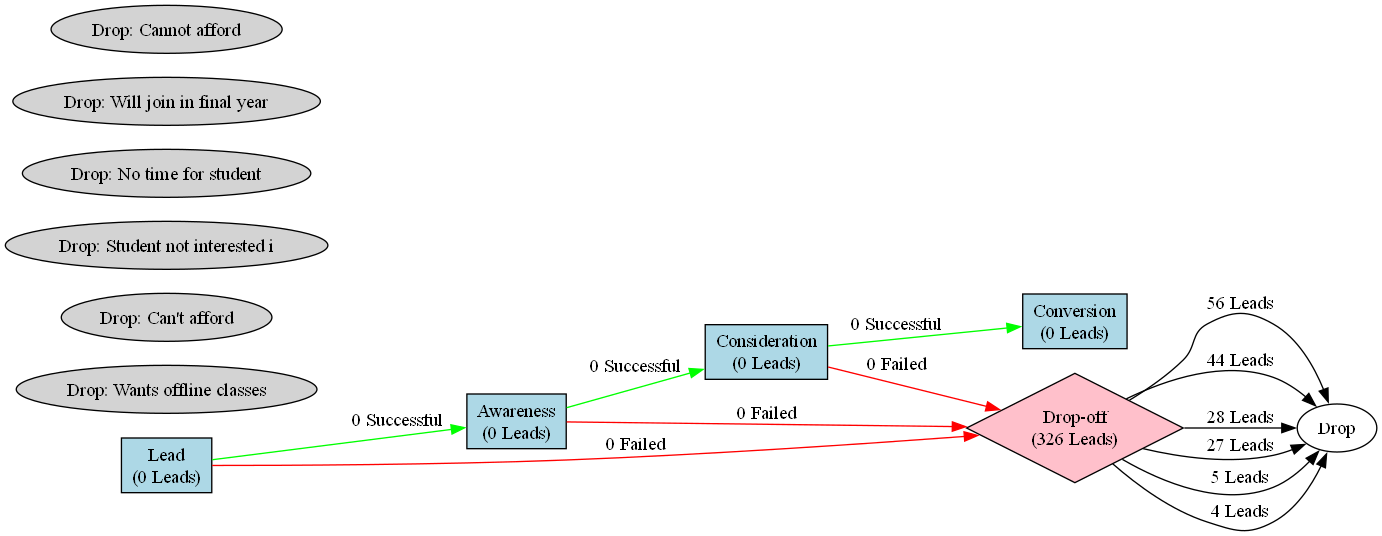 Drop: Cannot afford
Drop: Will join in final year
Drop: No time for student
Drop: Student not interested i
Drop: Can't afford
Drop: Wants offline classes
Lead
(0 Leads)
0 Successful
Awareness
(0 Leads)
0 Successful
0 Failed
0 Failed
Consideration
(0 Leads)
0 Successful
0 Failed
Conversion
(0 Leads)
Drop-off
(326 Leads)
56 Leads
44 Leads
28 Leads
27 Leads
5 Leads
4 Leads
Drop